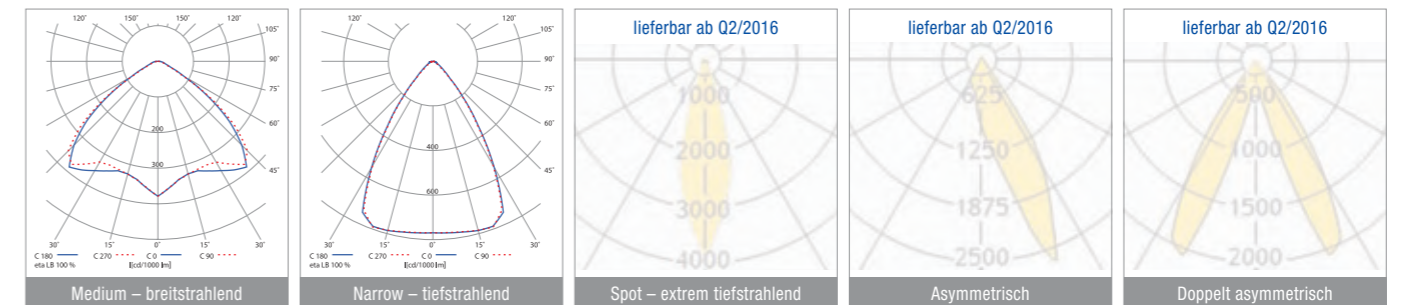 120° 150° 150° 120°
105°
90°
75°
60°
45°
200
300
30° 15° 0° 15° 30°
C 180 C 270 C 0 C 90
eta LB 100 % I[cd/1000 lm]
Medium – breitstrahlend
120° 150° 150° 120°
105°
90°
75°
60°
45°
400
600
30° 15° 0° 15° 30°
C 180 C 270 C 0 C 90
eta LB 100 % I[cd/1000 lm]
Narrow – tiefstrahlend
lieferbar ab Q2/2016
1000
2000
3000
4000
Spot – extrem tiefstrahlend
lieferbar ab Q2/2016
625
1250
1875
2500
Asymmetrisch
lieferbar ab Q2/2016
500
1000
1500
2000
Doppelt asymmetrisch